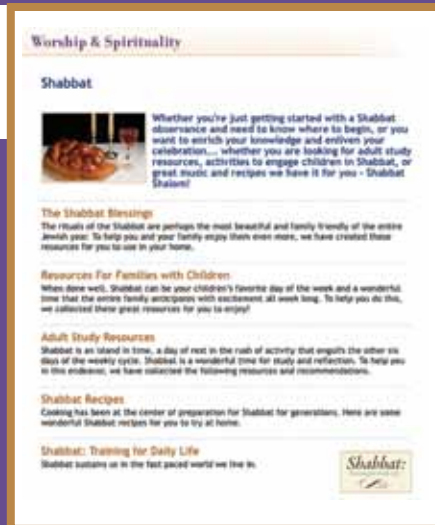 Worship & Spirituality
Shabbat
Whether you're just getting started with a Shabbat
observance and need to know where to begin, or you
want to enrich your knowledge and enliven your
celebration.... whether you are looking for adult study
resources, activities to engage children in Shabbat, or
great music and recipes we have it for you - Shabbat
Shalom!
The Shabbat Blessings
The rituals of the Shabbat are perhaps the most beautiful and family friendly of the entire
Jewish year. To help you and your family enjoy them even more, we have created these
resources for you to use in your home.
Resources For Families with Children
When done well, Shabbat can be your children's favorite day of the week and a wonderful
time that the entire family anticipates with excitement all week long. To help you do this,
we collected these great resources for you to enjoy!
Adult Study Resources
Shabbat is an island in time, a day of rest in the rush of activity that engulfs the other six
days of the weekly cycle. Shabbat is a wonderful time for study and reflection. To help you
in this endeavor, we have collected the following resources and recommendations.
Shabbat Recipes
Cooking has been at the center of preparation for Shabbat for generations. Here are some
wonderful Shabbat recipes for you to try at home.
Shabbat: Training for Daily Life
Shabbat sustains us in the fast paced world we live in.
Shabbat: